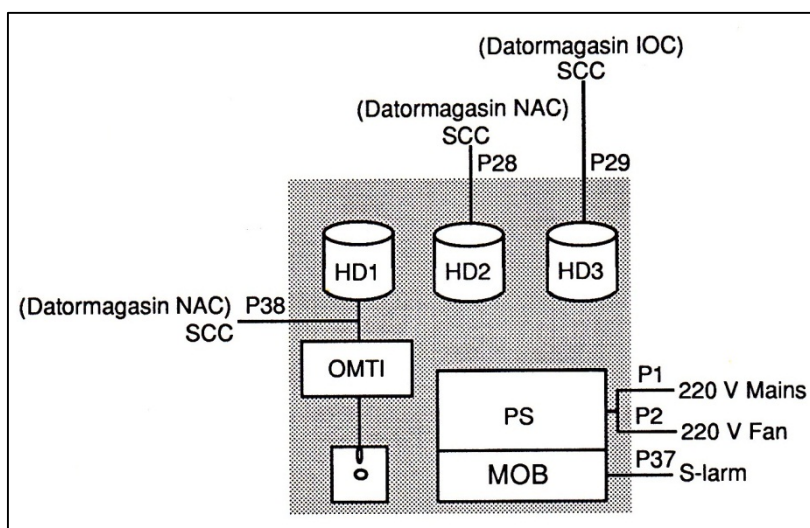 (Datormagasin IOC)
SCC
(Datormagasin NAC)
SCC
P28
P29
HD1
HD2
HD3
(Datormagasin NAC)
SCC
P38
OMTI
PS
MOB
P1
220 V Mains
P2
220 V Fan
P37
S-larm